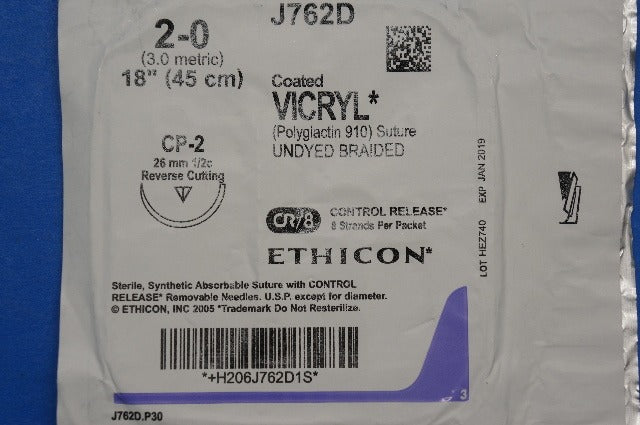 J762D
2-0
(3.0 metric)
18" (45 cm)
Coated
VICRYL*
(Polyglactin 910) Suture
UNDYED BRAIDED
CP-2
26 mm 1/2c
Reverse Cutting
CR/8
CONTROL RELEASE*
8 Strands Per Packet
ETHICON*
LOT HEZ740 EXP JAN 2019
Sterile, Synthetic Absorbable Suture with CONTROL
RELEASE* Removable Needles. U.S.P. except for diameter.
© ETHICON, INC 2005 *Trademark Do Not Resterilize.
*+H206J762D1S*
3
J762D.P30